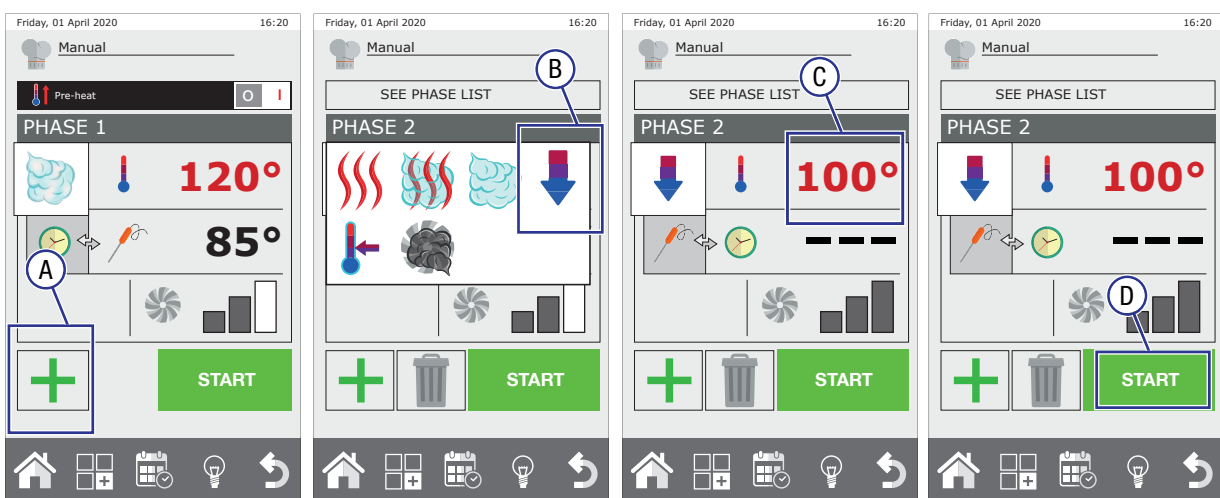 Friday, 01 April 2020 16:20
Manual
Pre-heat O I
PHASE 1
120°
85°
A
START
Friday, 01 April 2020 16:20
Manual
B
SEE PHASE LIST
PHASE 2
START
Friday, 01 April 2020 16:20
Manual
C
SEE PHASE LIST
PHASE 2
100°
START
Friday, 01 April 2020 16:20
Manual
SEE PHASE LIST
PHASE 2
100°
D
START